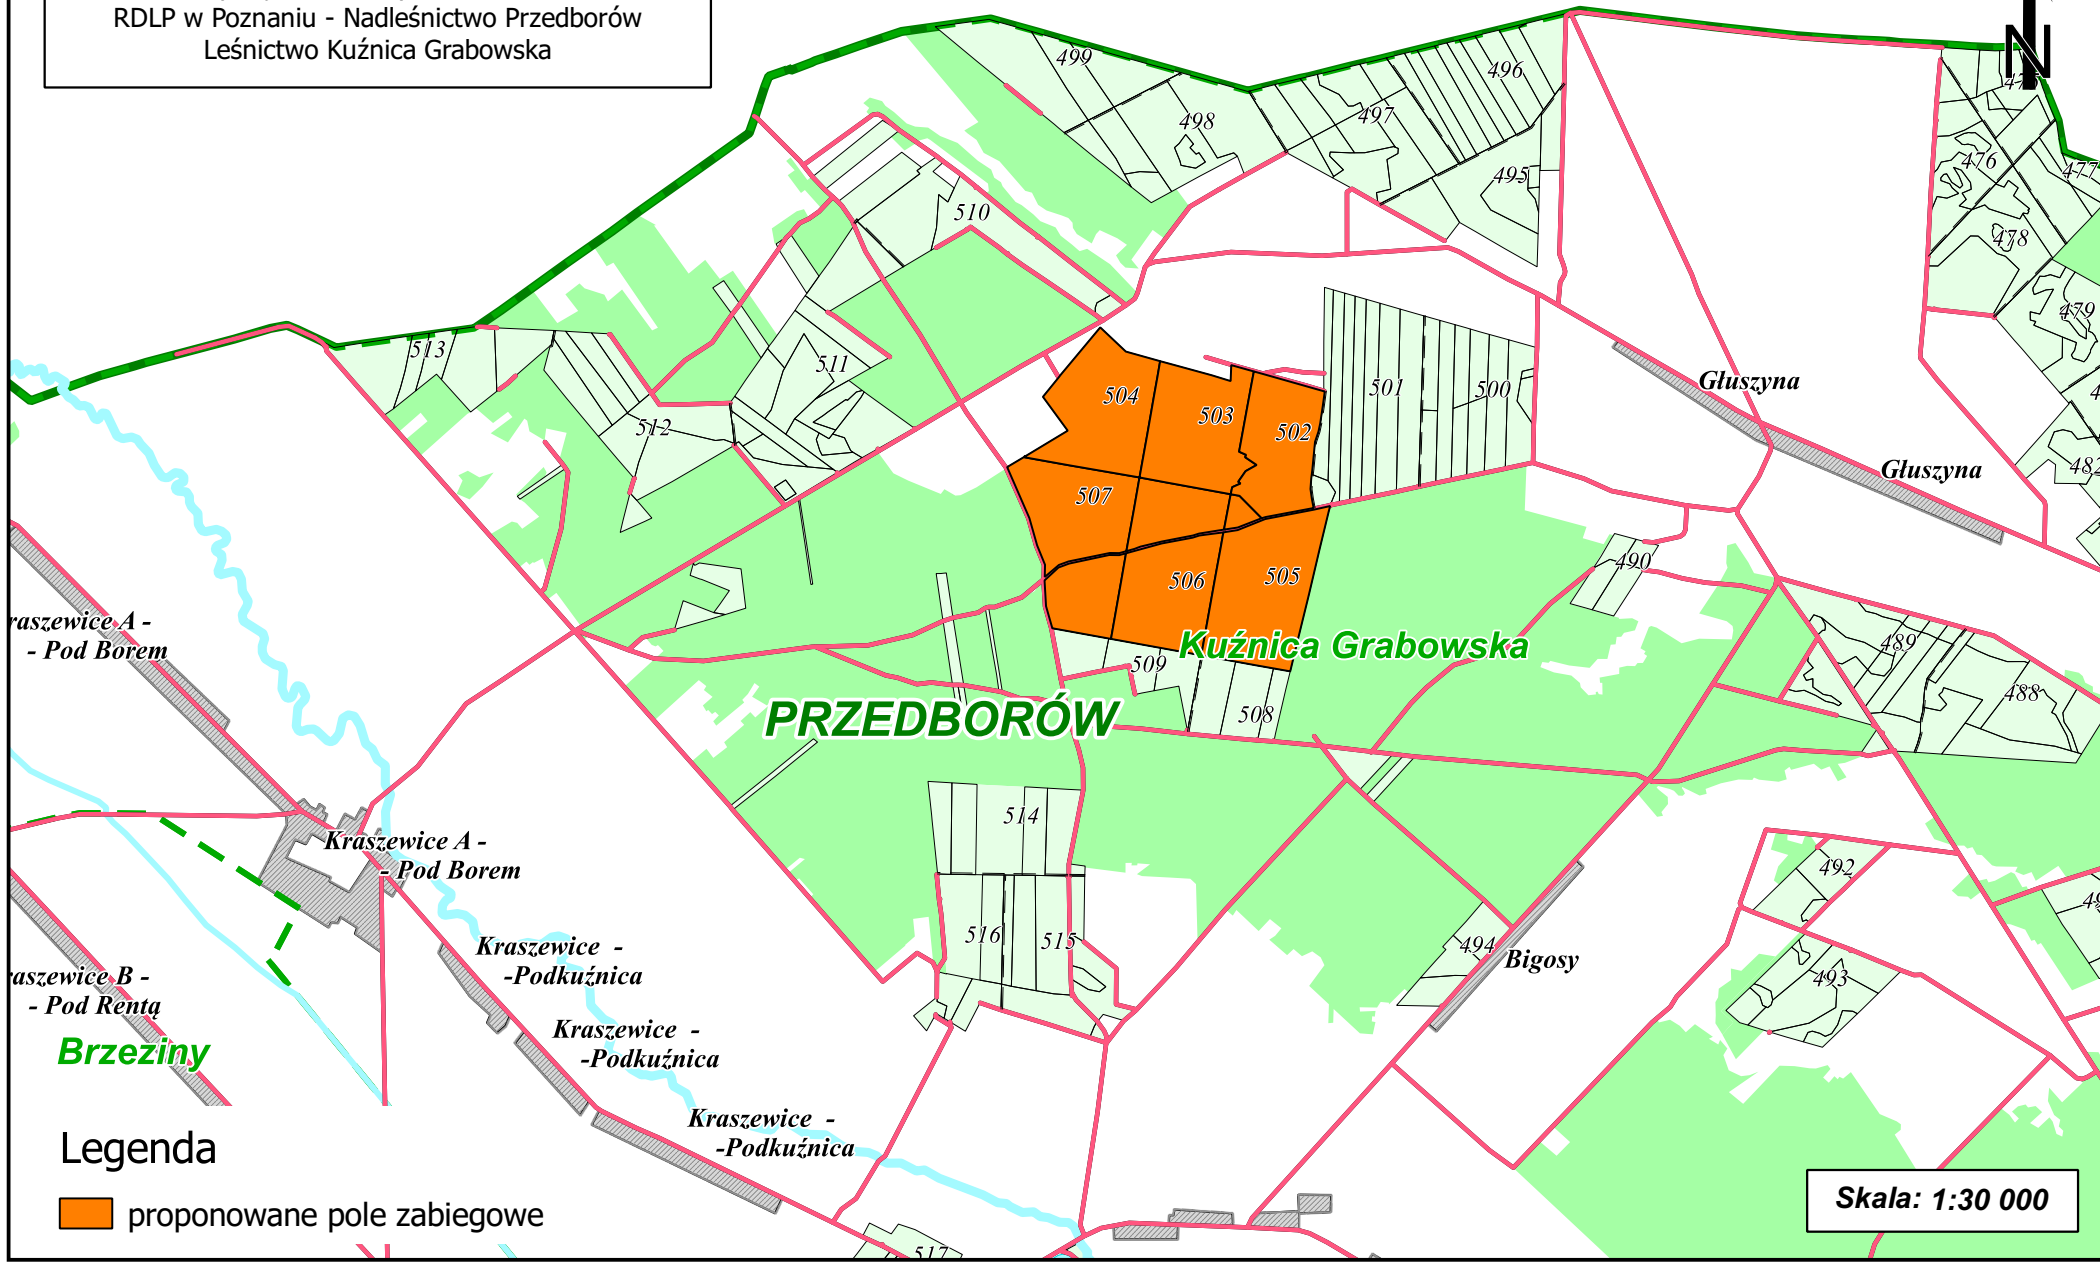 RDLP w Poznaniu - Nadleśnictwo Przedborów
Leśnictwo Kuźnica Grabowska
N
499
498
497
496
495
476
477
478
479
510
513
511
512
504
503
502
501
500
Głuszyna
Głuszyna
482
507
506
505
490
Kuźnica Grabowska
509
508
PRZEDBORÓW
489
488
raszewice A -
- Pod Borem
514
516
515
Kraszewice A -
- Pod Borem
492
494
493
Bigosy
Kraszewice -
-Podkuźnica
raszewice B -
- Pod Rentą
Brzeziny
Kraszewice -
-Podkuźnica
Kraszewice -
-Podkuźnica
517
Legenda
proponowane pole zabiegowe
Skala: 1:30 000